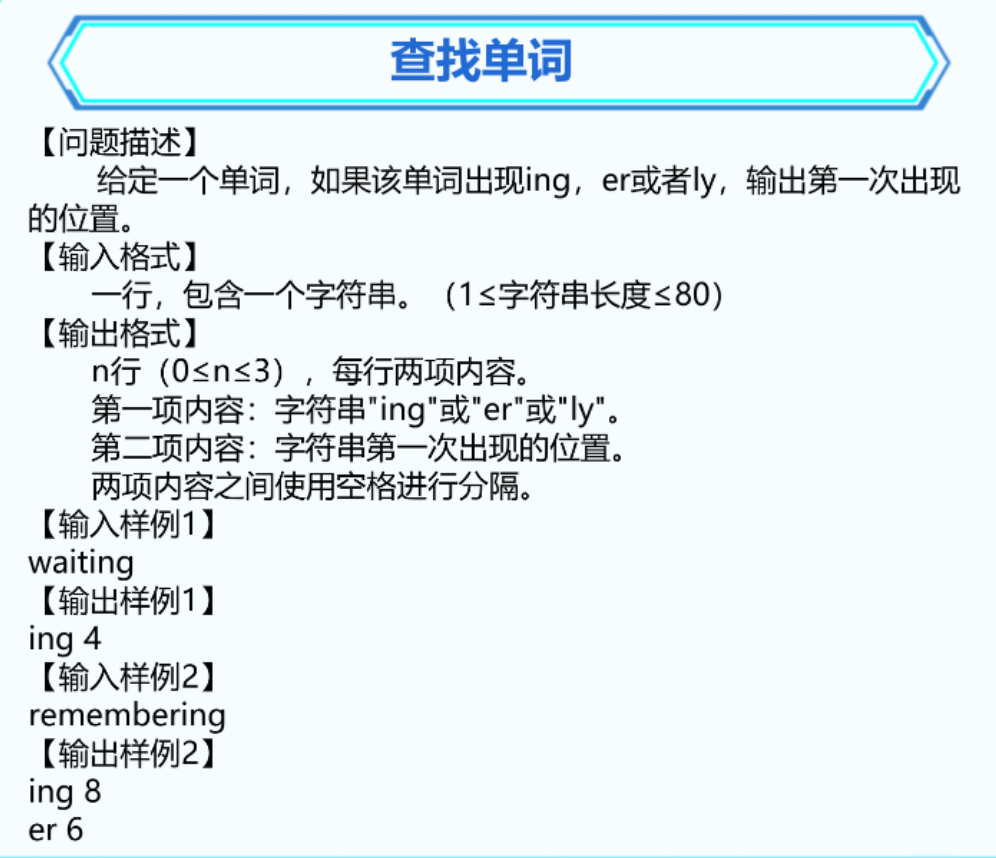 查找单词
【问题描述】
给定一个单词，如果该单词出现ing，er或者ly，输出第一次出现
的位置。
【输入格式】
一行，包含一个字符串。（1≤字符串长度≤80）
【输出格式】
n行（0≤n≤3），每行两项内容。
第一项内容：字符串"ing"或"er"或"ly"。
第二项内容：字符串第一次出现的位置。
两项内容之间使用空格进行分隔。
【输入样例1】
waiting
【输出样例1】
ing 4
【输入样例2】
remembering
【输出样例2】
ing 8
er 6